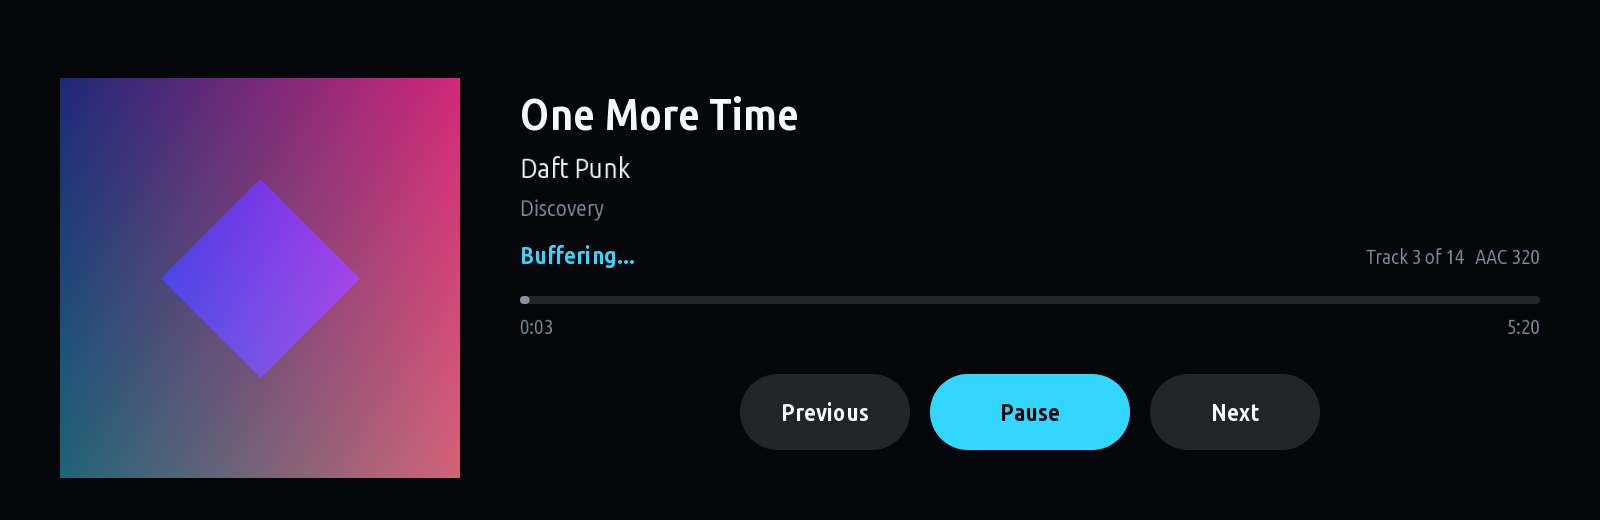 One More Time
Daft Punk
Discovery
Buffering...
Track 3 of 14 AAC 320
0:03
5:20
Previous
Pause
Next